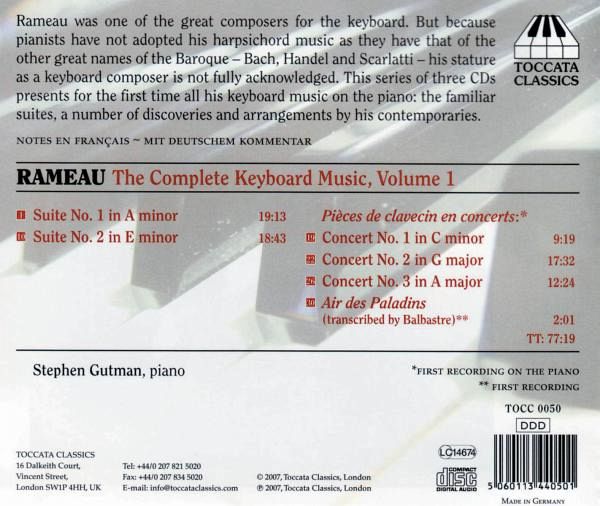 Rameau was one of the great composers for the keyboard. But because
pianists have not adopted his harpsichord music as they have that of the
other great names of the Baroque – Bach, Handel and Scarlatti – his stature
as a keyboard composer is not fully acknowledged. This series of three CDs
presents for the first time all his keyboard music on the piano: the familiar
suites, a number of discoveries and arrangements by his contemporaries.
TOCCATA
CLASSICS
NOTES EN FRANÇAIS ~ MIT DEUTSCHEM KOMMENTAR
RAMEAU The Complete Keyboard Music, Volume 1
1 Suite No. 1 in A minor 19:13
Suite No. 2 in E minor 18:43
Pièces de clavecin en concerts:*
Concert No. 1 in C minor 9:19
Concert No. 2 in G major 17:32
Concert No. 3 in A major 12:24
Air des Paladins
(transcribed by Balbastre)** 2:01
TT: 77:19
Stephen Gutman, piano
*FIRST RECORDING ON THE PIANO
** FIRST RECORDING
TOCC 0050
DDD
TOCCATA CLASSICS
16 Dalkeith Court,
Vincent Street,
London SW1P 4HH, UK
Tel: +44/0 207 821 5020
Fax: +44/0 207 834 5020
E-mail: info@toccataclassics.com
© 2007, Toccata Classics, London
℗ 2007, Toccata Classics, London
LC14674
COMPACT
disc
DIGITAL AUDIO
5 060113 440501
MADE IN GERMANY